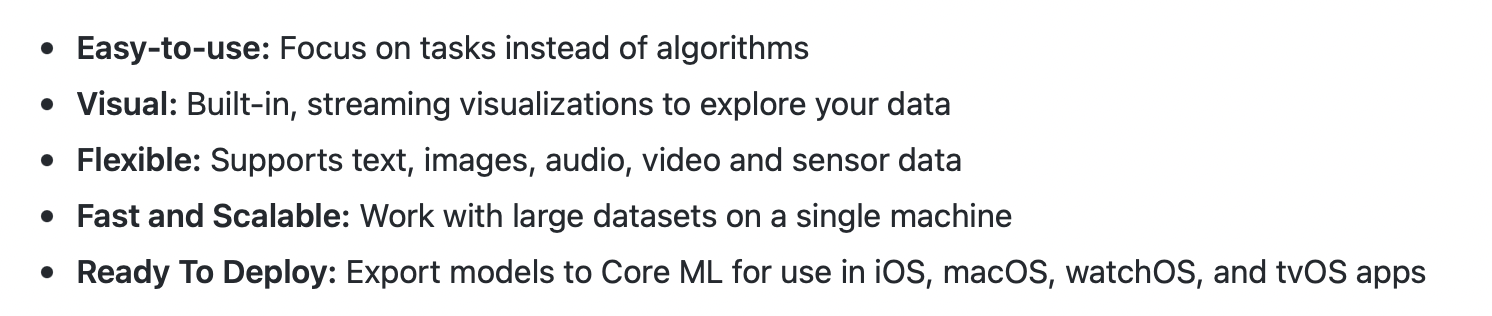 • Easy-to-use: Focus on tasks instead of algorithms
• Visual: Built-in, streaming visualizations to explore your data
• Flexible: Supports text, images, audio, video and sensor data
• Fast and Scalable: Work with large datasets on a single machine
• Ready To Deploy: Export models to Core ML for use in iOS, macOS, watchOS, and tvOS apps